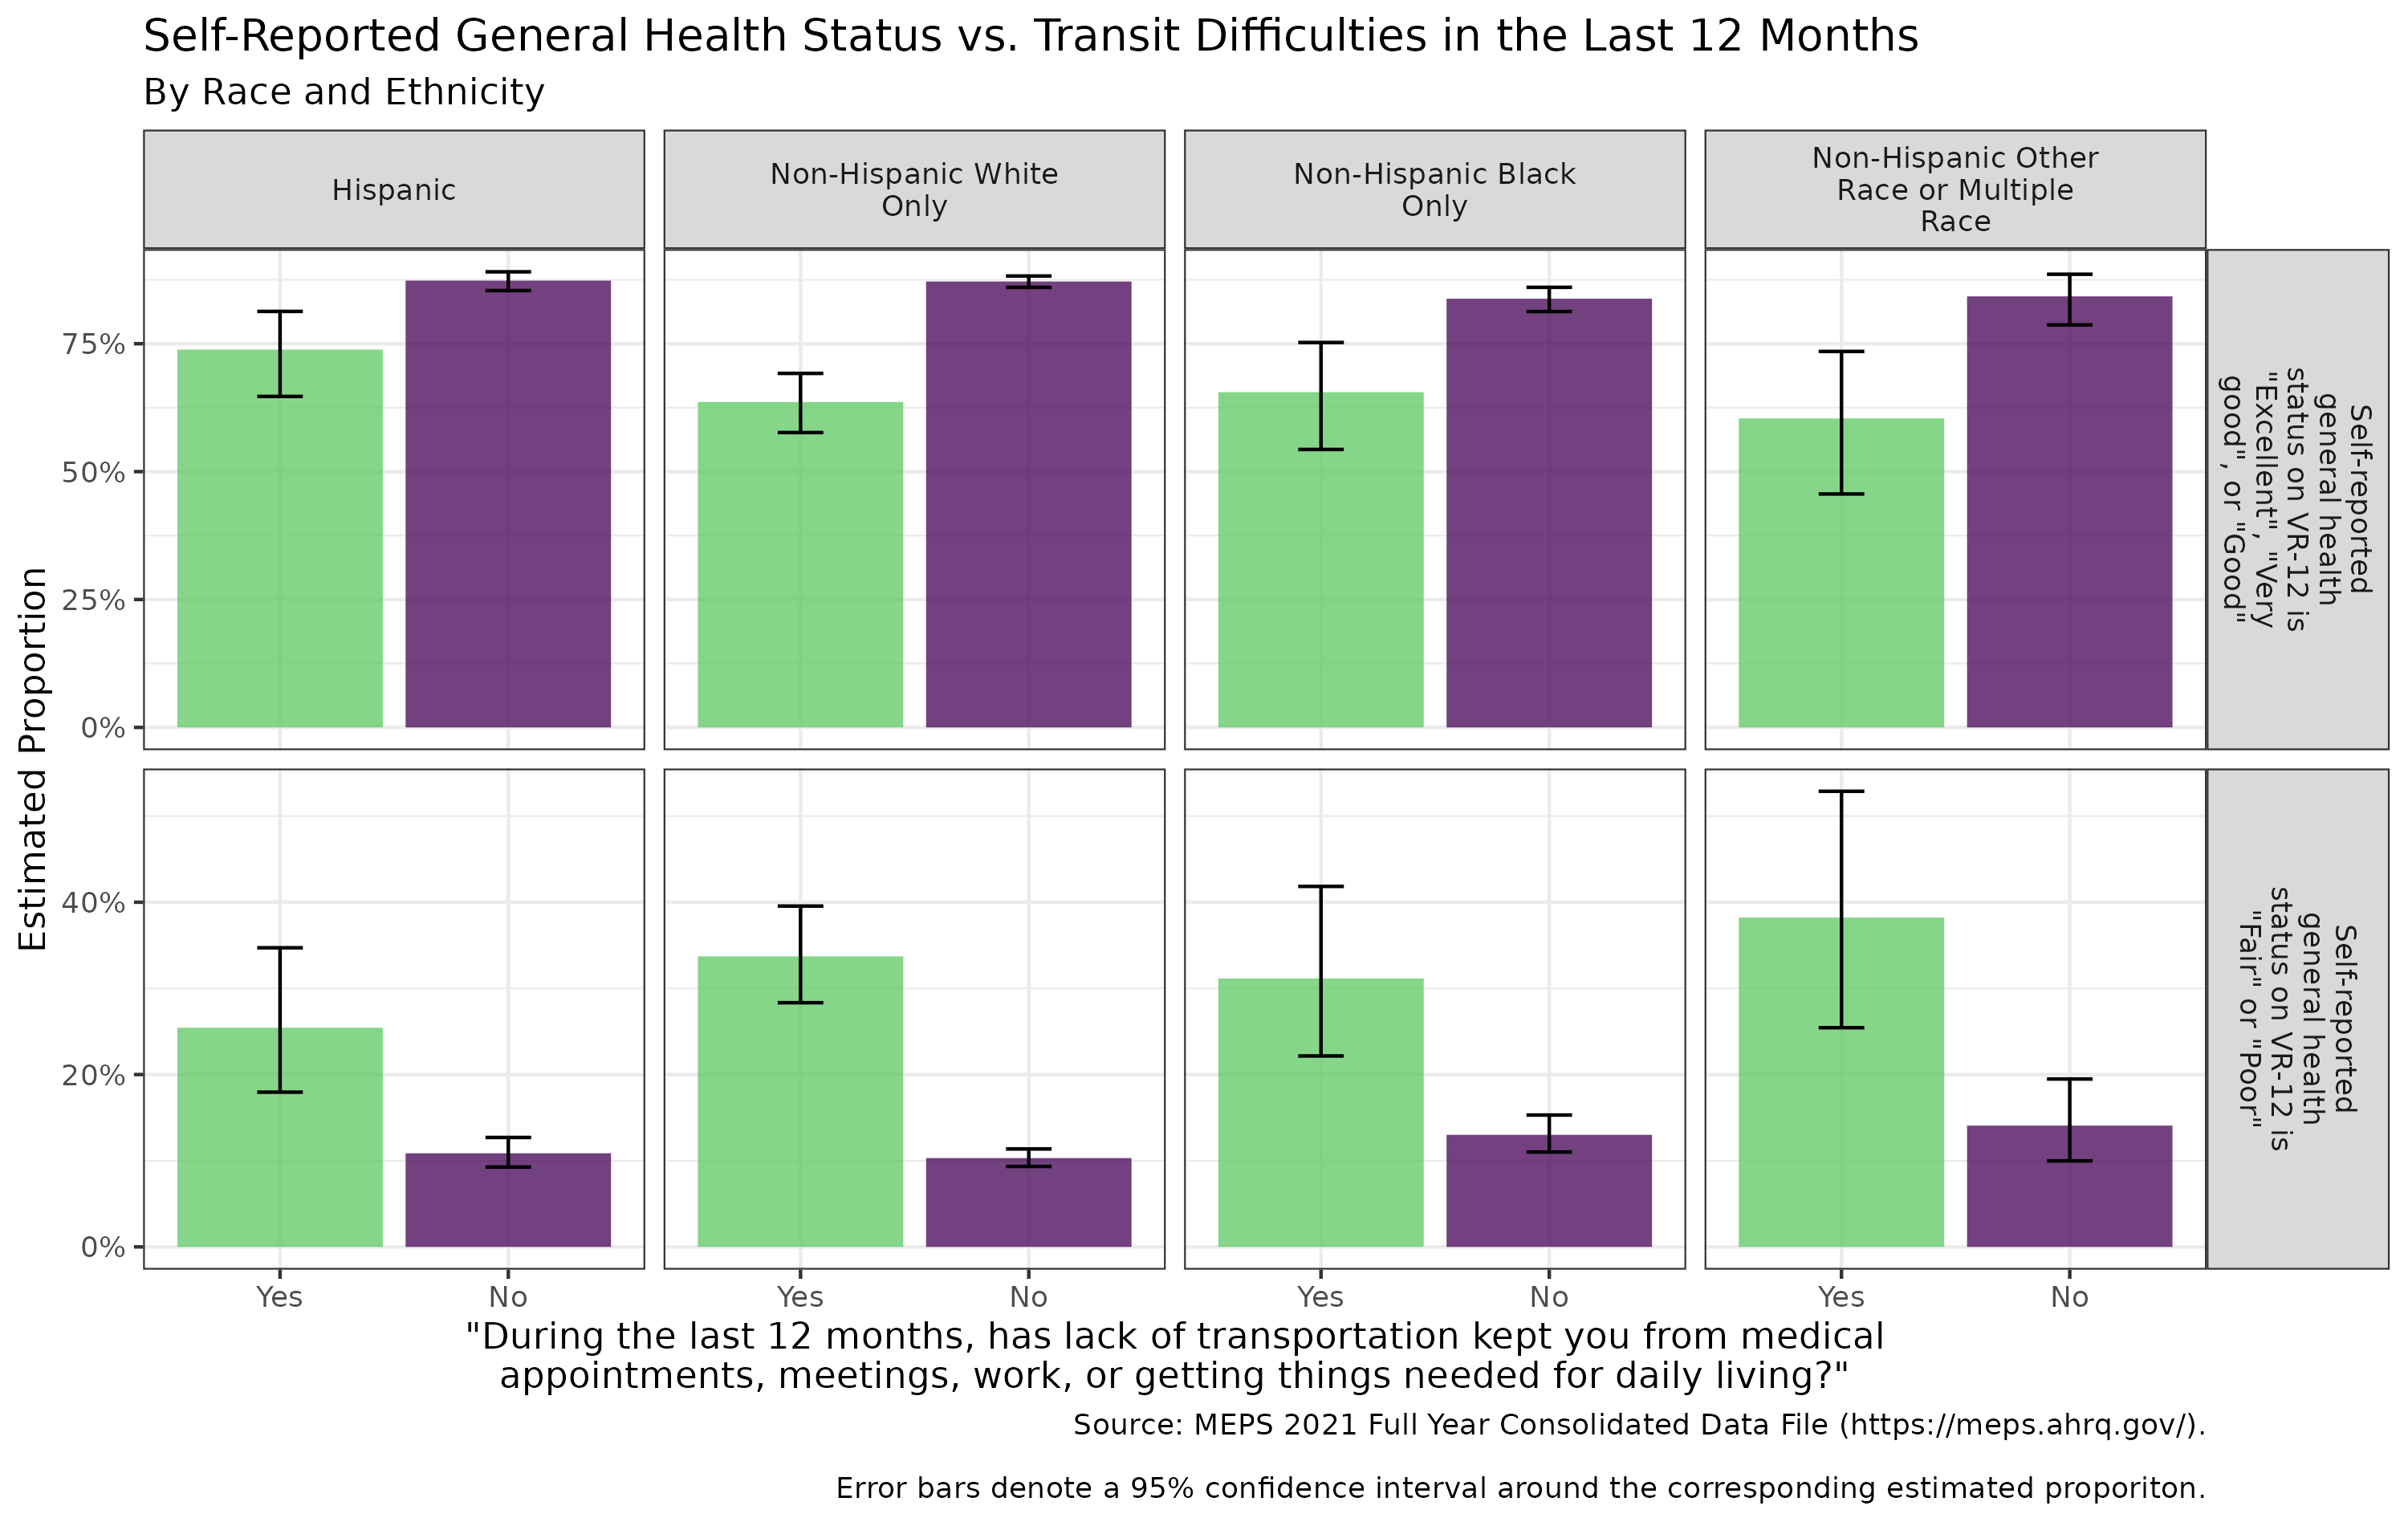 Self-Reported General Health Status vs. Transit Difficulties in the Last 12 Months
By Race and Ethnicity
Hispanic
Non-Hispanic White
Only
Non-Hispanic Black
Only
Non-Hispanic Other
Race or Multiple
Race
Estimated Proportion
75%
50%
25%
0%
Self-reported
general health
status on VR-12 is
"Excellent", "Very
good", or "Good"
40%
20%
0%
Self-reported
general health
status on VR-12 is
"Fair" or "Poor"
Yes No Yes No Yes No Yes No
"During the last 12 months, has lack of transportation kept you from medical
appointments, meetings, work, or getting things needed for daily living?"
Source: MEPS 2021 Full Year Consolidated Data File (https://meps.ahrq.gov/).
Error bars denote a 95% confidence interval around the corresponding estimated proporiton.